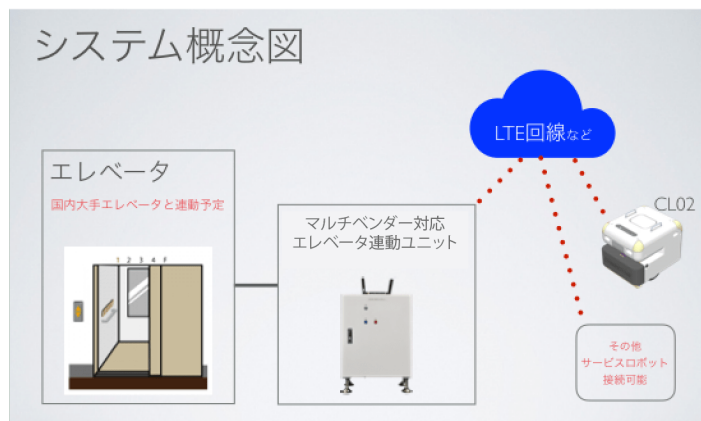 システム概念図
LTE回線など
エレベータ
国内大手エレベータと連動予定
1 2 3 4 F
マルチベンダー対応
エレベータ連動ユニット
CL02
その他
サービスロボット
接続可能